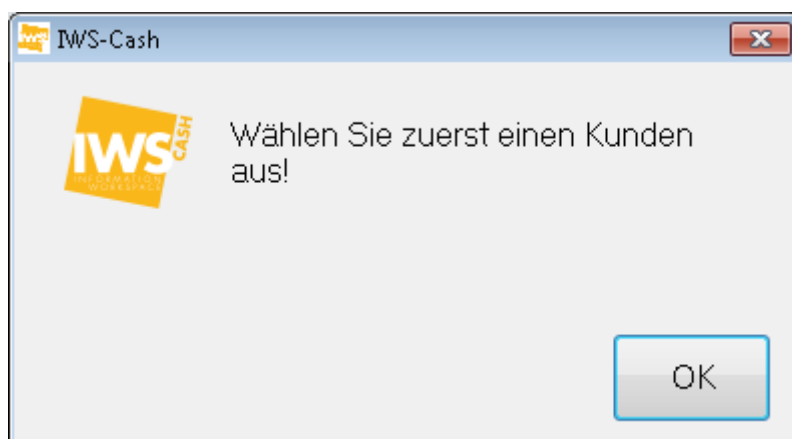 IWS-Cash
IWS CASH
INFORMATION
WORKSPACE
Wählen Sie zuerst einen Kunden
aus!
OK